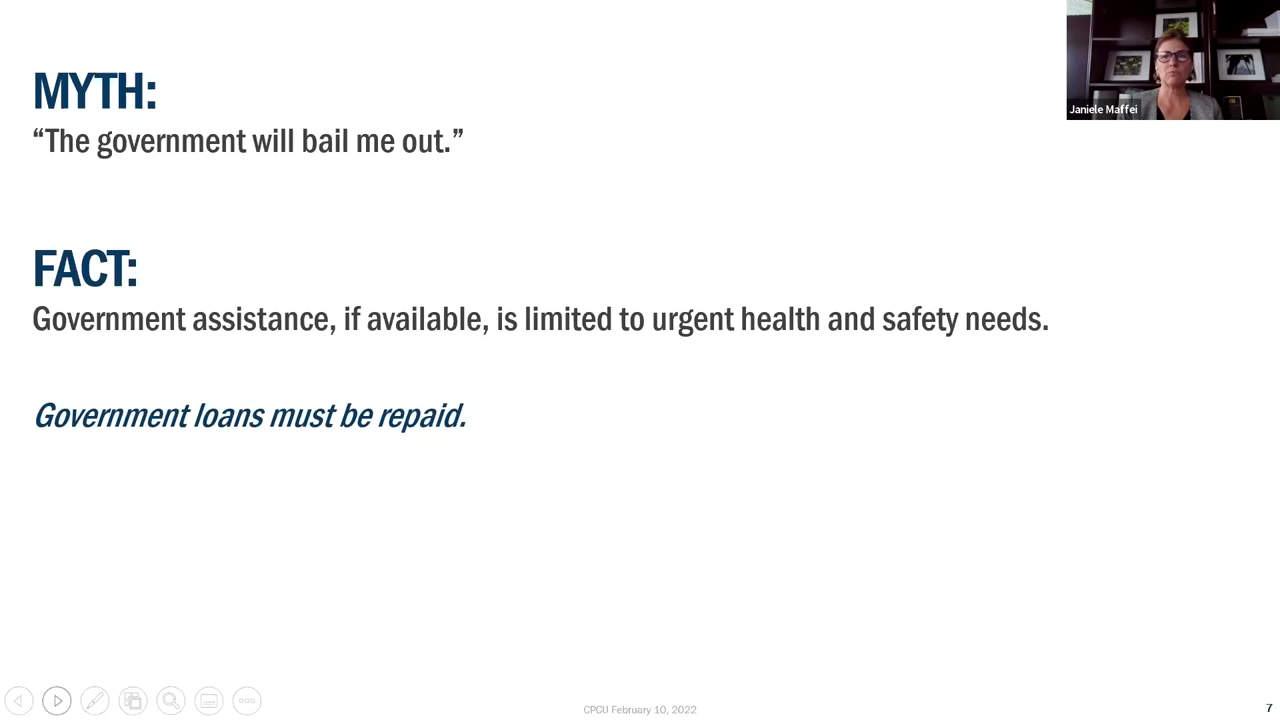 Janiele Maffei
MYTH:
“The government will bail me out.”
FACT:
Government assistance, if available, is limited to urgent health and safety needs.
Government loans must be repaid.
CPCU February 10, 2022
7